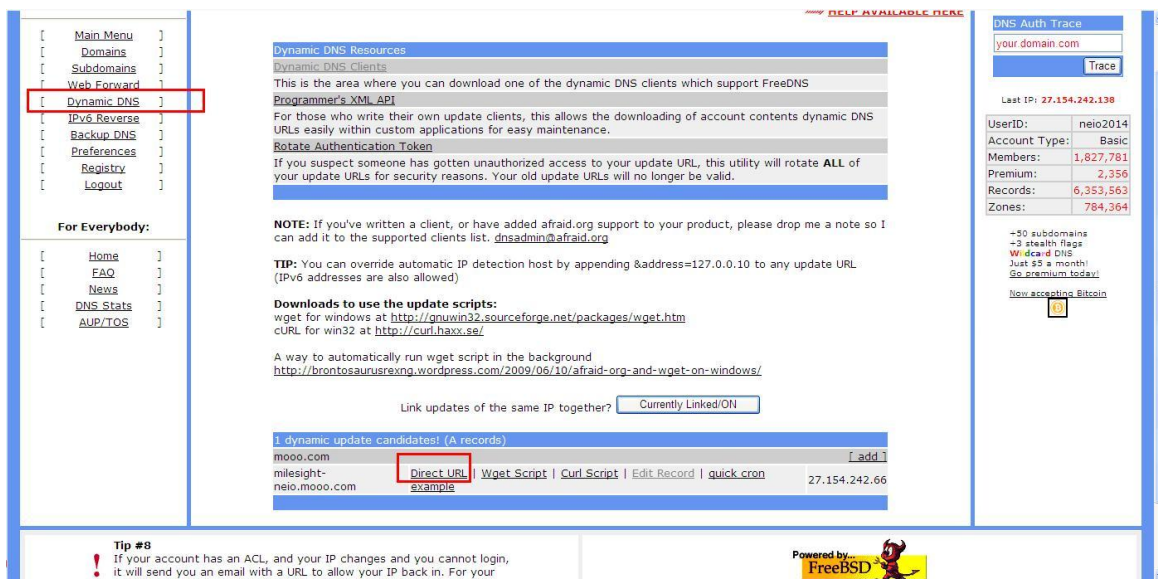 HELP AVAILABLE HERE
[ Main Menu ]
[ Domains ]
[ Subdomains ]
[ Web Forward ]
[ Dynamic DNS ]
[ IPv6 Reverse ]
[ Backup DNS ]
[ Preferences ]
[ Registry ]
[ Logout ]
For Everybody:
[ Home ]
[ FAQ ]
[ News ]
[ DNS Stats ]
[ AUP/TOS ]
Dynamic DNS Resources
Dynamic DNS Clients
This is the area where you can download one of the dynamic DNS clients which support FreeDNS
Programmer's XML API
For those who write their own update clients, this allows the downloading of account contents dynamic DNS
URLs easily within custom applications for easy maintenance.
Rotate Authentication Token
If you suspect someone has gotten unauthorized access to your update URL, this utility will rotate ALL of
your update URLs for security reasons. Your old update URLs will no longer be valid.
NOTE: If you've written a client, or have added afraid.org support to your product, please drop me a note so I
can add it to the supported clients list. dnsadmin@afraid.org
TIP: You can override automatic IP detection host by appending &address=127.0.0.10 to any update URL
(IPv6 addresses are also allowed)
Downloads to use the update scripts:
wget for windows at http://gnuwin32.sourceforge.net/packages/wget.htm
cURL for win32 at http://curl.haxx.se/
A way to automatically run wget script in the background
http://brontosaurusrexng.wordpress.com/2009/06/10/afraid-org-and-wget-on-windows/
Link updates of the same IP together? Currently Linked/ON
1 dynamic update candidates! (A records)
mooo.com [ add ]
milesight-
neio.mooo.com
Direct URL | Wget Script | Curl Script | Edit Record | quick cron
example
27.154.242.66
DNS Auth Trace
your.domain.com
Trace
Last IP: 27.154.242.138
UserID: neio2014
Account Type: Basic
Members: 1,827,781
Premium: 2,356
Records: 6,353,563
Zones: 784,364
+50 subdomains
+3 stealth flags
Wildcard DNS
Just $5 a month!
Go premium today!
Now accepting Bitcoin
Tip #8
! If your account has an ACL, and your IP changes and you cannot login,
it will send you an email with a URL to allow your IP back in. For your
Powered by...
FreeBSD